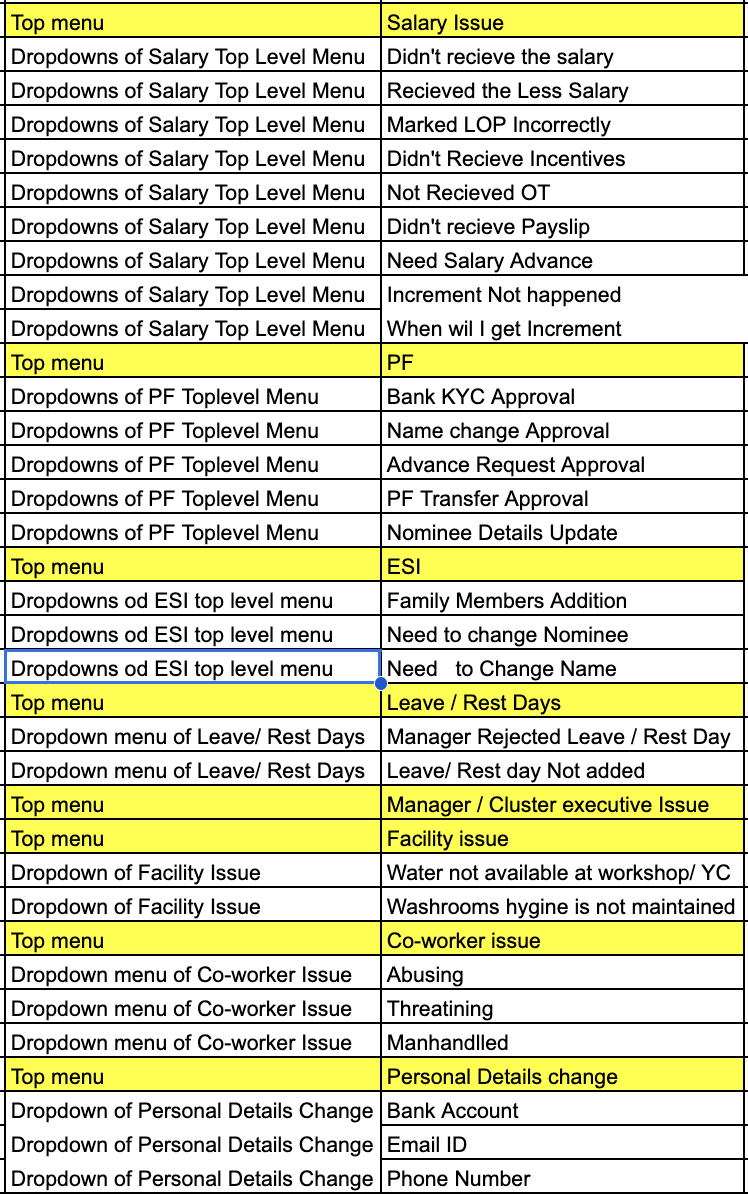 Top menu Salary Issue
Dropdowns of Salary Top Level Menu Didn't recieve the salary
Dropdowns of Salary Top Level Menu Recieved the Less Salary
Dropdowns of Salary Top Level Menu Marked LOP Incorrectly
Dropdowns of Salary Top Level Menu Didn't Recieve Incentives
Dropdowns of Salary Top Level Menu Not Recieved OT
Dropdowns of Salary Top Level Menu Didn't recieve Payslip
Dropdowns of Salary Top Level Menu Need Salary Advance
Dropdowns of Salary Top Level Menu Increment Not happened
Dropdowns of Salary Top Level Menu When wil I get Increment
Top menu PF
Dropdowns of PF Toplevel Menu Bank KYC Approval
Dropdowns of PF Toplevel Menu Name change Approval
Dropdowns of PF Toplevel Menu Advance Request Approval
Dropdowns of PF Toplevel Menu PF Transfer Approval
Dropdowns of PF Toplevel Menu Nominee Details Update
Top menu ESI
Dropdowns od ESI top level menu Family Members Addition
Dropdowns od ESI top level menu Need to change Nominee
Dropdowns od ESI top level menu Need   to Change Name
Top menu Leave / Rest Days
Dropdown menu of Leave/ Rest Days Manager Rejected Leave / Rest Day
Dropdown menu of Leave/ Rest Days Leave/ Rest day Not added
Top menu Manager / Cluster executive Issue
Top menu Facility issue
Dropdown of Facility Issue Water not available at workshop/ YC
Dropdown of Facility Issue Washrooms hygine is not maintained
Top menu Co-worker issue
Dropdown menu of Co-worker Issue Abusing
Dropdown menu of Co-worker Issue Threatining
Dropdown menu of Co-worker Issue Manhandlled
Top menu Personal Details change
Dropdown of Personal Details Change Bank Account
Dropdown of Personal Details Change Email ID
Dropdown of Personal Details Change Phone Number